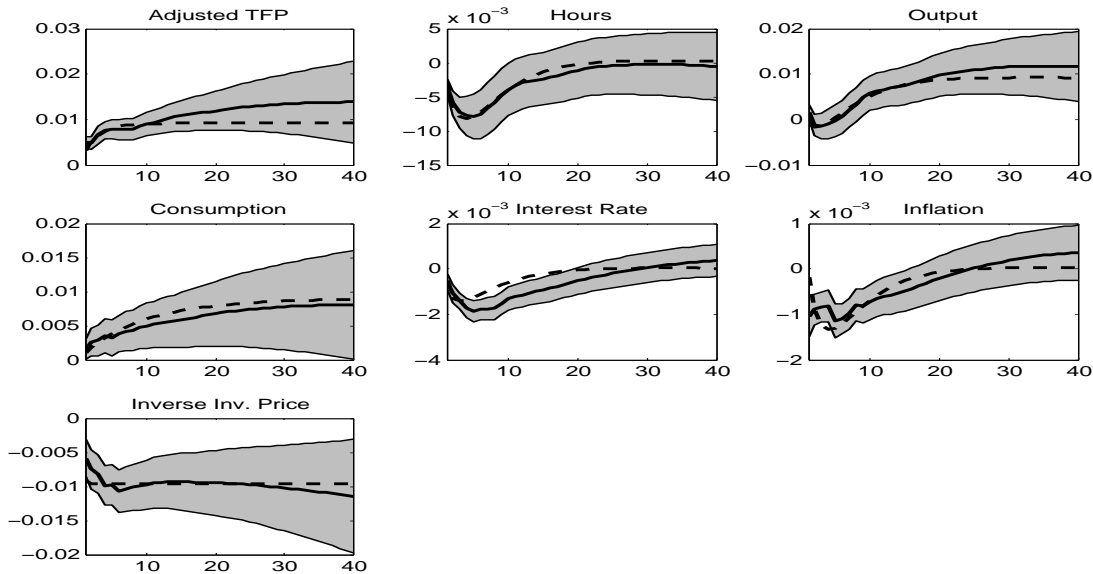 Adjusted TFP
0.03
0.02
0.01
0
10 20 30 40
Hours
5 x 10⁻³
0
−5
−10
−15
10 20 30 40
Output
0.01
0
−0.01
10 20 30 40
Consumption
0.02
0.015
0.01
0.005
0
10 20 30 40
Interest Rate
2 x 10⁻³
0
−2
−4
10 20 30 40
Inflation
1 x 10⁻³
0
−1
−2
10 20 30 40
Inverse Inv. Price
0
−0.005
−0.01
−0.015
−0.02
10 20 30 40